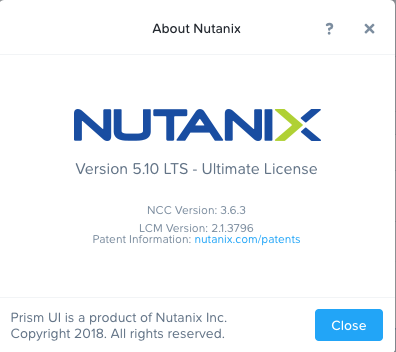 About Nutanix
?
×
NUTANIX
Version 5.10 LTS - Ultimate License
NCC Version: 3.6.3
LCM Version: 2.1.3796
Patent Information: nutanix.com/patents
Prism UI is a product of Nutanix Inc.
Copyright 2018. All rights reserved.
Close